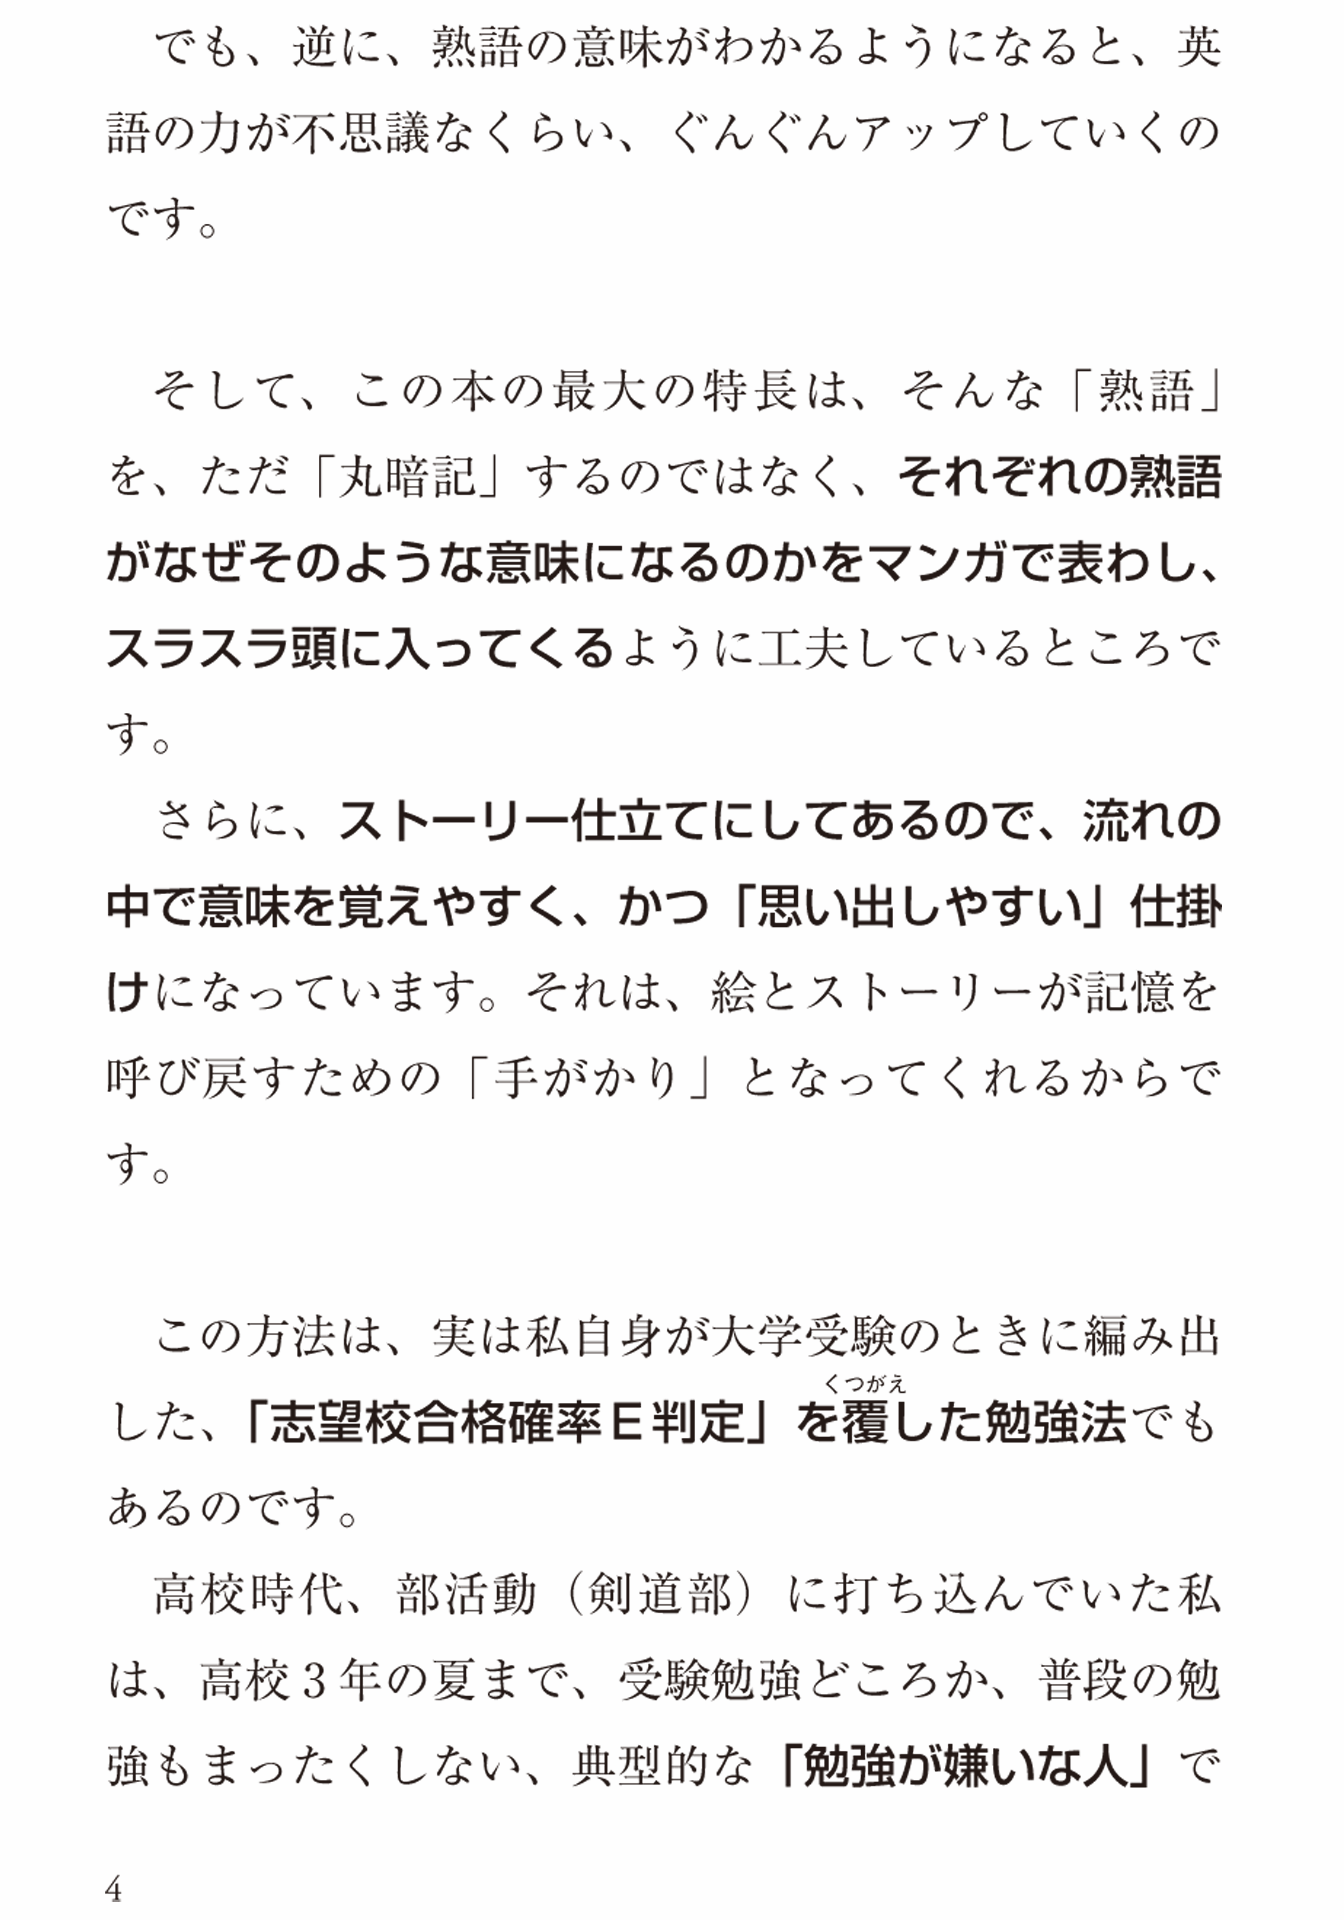 でも、逆に、熟語の意味がわかるようになると、英
語の力が不思議なくらい、ぐんぐんアップしていくの
です。
そして、この本の最大の特長は、そんな「熟語」
を、ただ「丸暗記」するのではなく、それぞれの熟語
がなぜそのような意味になるのかをマンガで表わし、
スラスラ頭に入ってくるように工夫しているところで
す。
さらに、ストーリー仕立てにしてあるので、流れの
中で意味を覚えやすく、かつ「思い出しやすい」仕掛
けになっています。それは、絵とストーリーが記憶を
呼び戻すための「手がかり」となってくれるからで
す。
この方法は、実は私自身が大学受験のときに編み出
くつがえ
した、「志望校合格確率Ｅ判定」を覆した勉強法でも
あるのです。
高校時代、部活動（剣道部）に打ち込んでいた私
は、高校３年の夏まで、受験勉強どころか、普段の勉
強もまったくしない、典型的な「勉強が嫌いな人」で
4